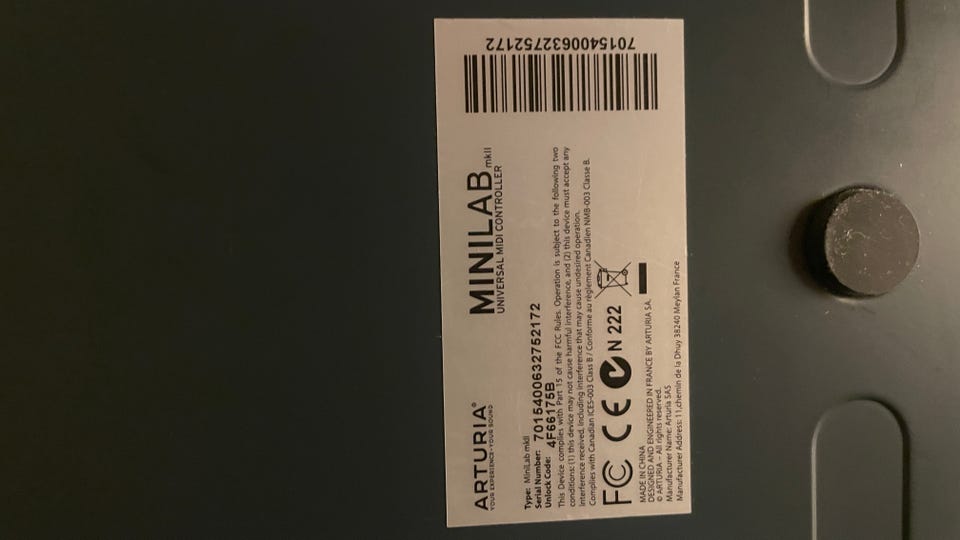 ARTURIA®
YOUR EXPERIENCE • YOUR SOUND
MINILAB mkII
UNIVERSAL MIDI CONTROLLER
7015400632752172
Type: MiniLab mkII
Serial Number: 7015400632752172
Unlock Code: 4F66175B
This Device complies with Part 15 of the FCC Rules. Operation is subject to the following two
conditions: (1) this device may not cause harmful interference, and (2) this device must accept any
interference received, including interference that may cause undesired operation.
Complies with Canadian ICES-003 Class B / Conforme au règlement Canadien NMB-003 Classe B.
FC CE N 222
MADE IN CHINA
DESIGNED AND ENGINEERED IN FRANCE BY ARTURIA SA.
© ARTURIA – All rights reserved.
Manufacturer Name: Arturia SAS
Manufacturer Address: 11,chemin de la Dhuy 38240 Meylan France